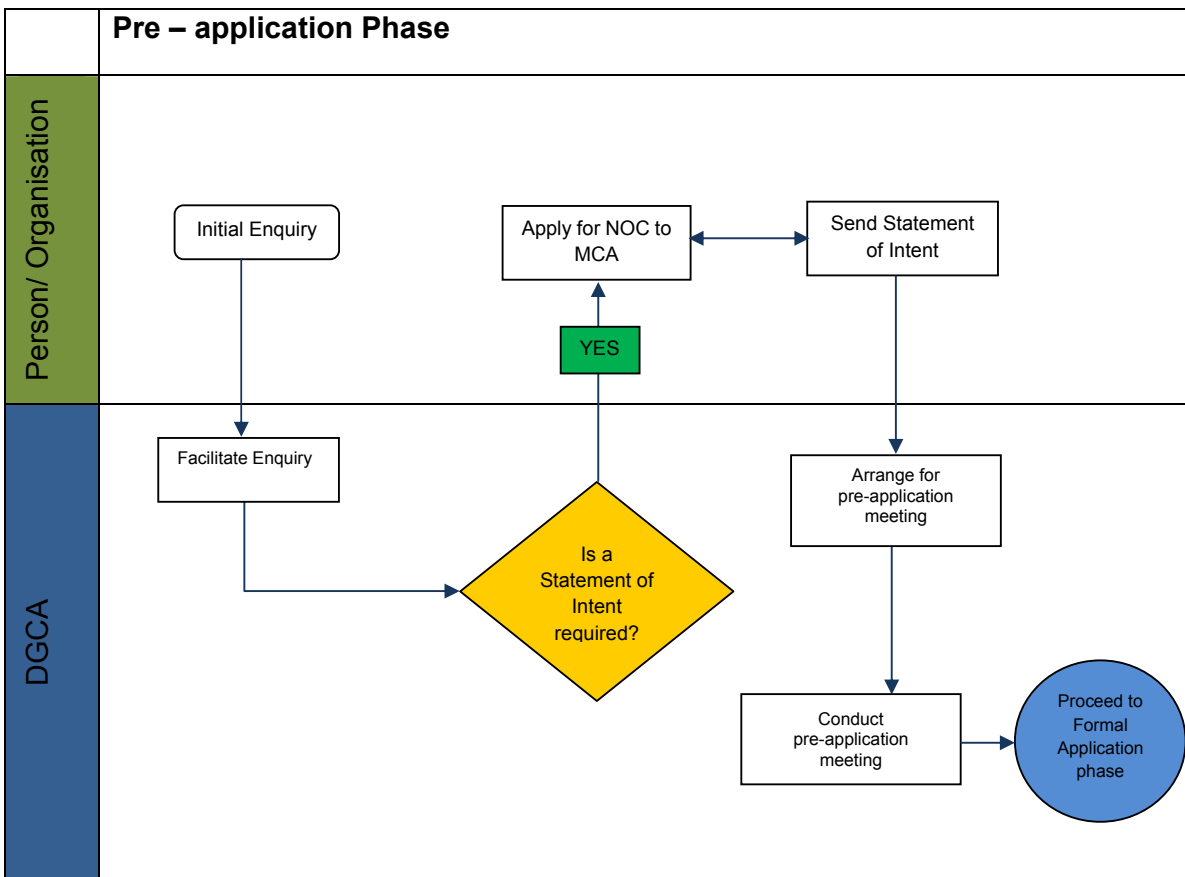 Pre – application Phase
Person/ Organisation
Initial Enquiry
Apply for NOC to
MCA
Send Statement
of Intent
YES
DGCA
Facilitate Enquiry
Is a
Statement of
Intent
required?
Arrange for
pre-application
meeting
Conduct
pre-application
meeting
Proceed to
Formal
Application
phase